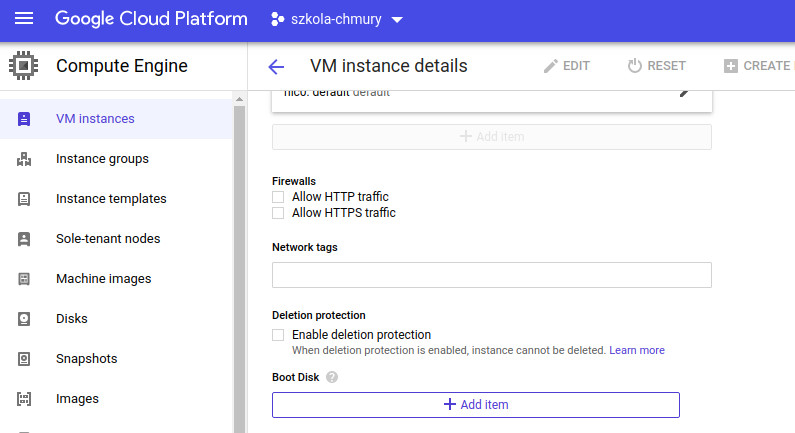 Google Cloud Platform
szkola-chmury
Compute Engine
VM instance details
EDIT
RESET
CREATE
VM instances
Instance groups
Instance templates
Sole-tenant nodes
Machine images
Disks
Snapshots
Images
nic0: default default
Add item
Firewalls
Allow HTTP traffic
Allow HTTPS traffic
Network tags
Deletion protection
Enable deletion protection
When deletion protection is enabled, instance cannot be deleted. Learn more
Boot Disk ?
Add item